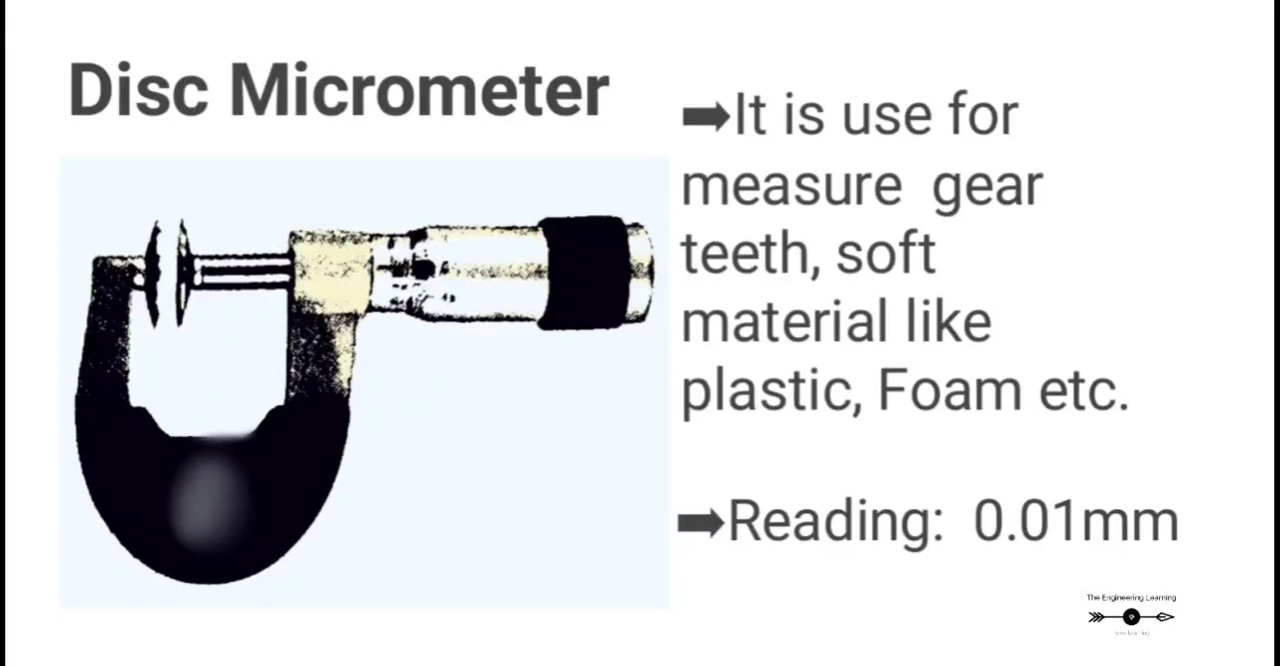 Disc Micrometer
➡It is use for
measure gear
teeth, soft
material like
plastic, Foam etc.
➡Reading: 0.01mm
The Engineering Learning